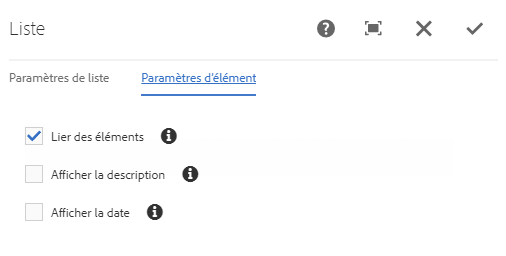 Liste
Paramètres de liste Paramètres d'élément
Lier des éléments
Afficher la description
Afficher la date